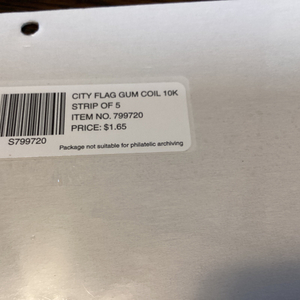 CITY FLAG GUM COIL 10K
STRIP OF 5
ITEM NO. 799720
PRICE: $1.65
S799720
Package not suitable for philatelic archiving